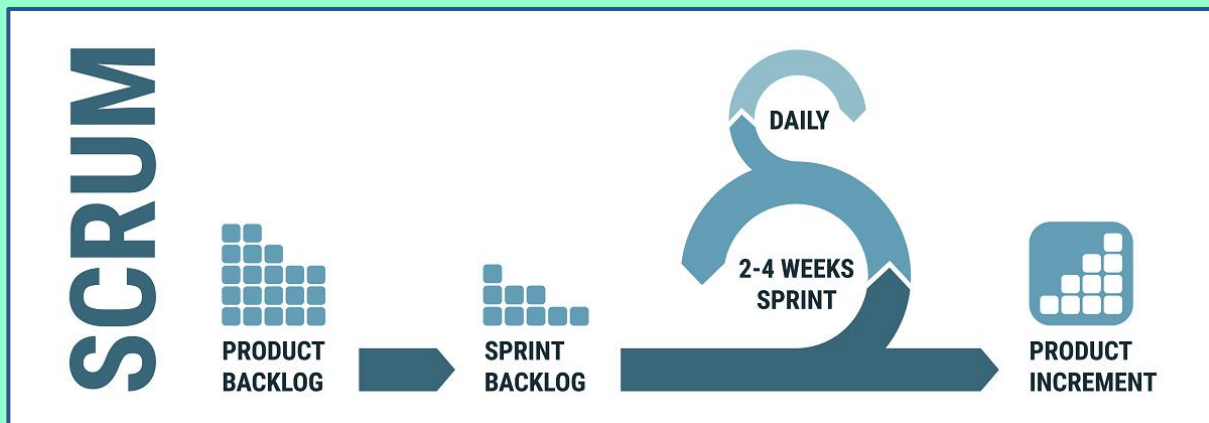 SCRUM
PRODUCT
BACKLOG
SPRINT
BACKLOG
DAILY
2-4 WEEKS
SPRINT
PRODUCT
INCREMENT